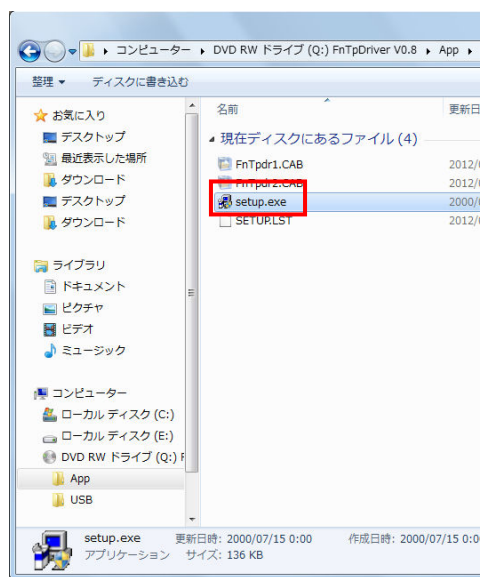 コンピューター ▸ DVD RW ドライブ (Q:) FnTpDriver V0.8 ▸ App ▸
整理 ▼ ディスクに書き込む
お気に入り
デスクトップ
最近表示した場所
ダウンロード
デスクトップ
ダウンロード
ライブラリ
ドキュメント
ピクチャ
ビデオ
ミュージック
コンピューター
ローカル ディスク (C:)
ローカル ディスク (E:)
DVD RW ドライブ (Q:) F
App
USB
名前 更新日
現在ディスクにあるファイル (4)
FnTpdr1.CAB 2012/
FnTpdr2.CAB 2012/
setup.exe 2000/
SETUP.LST 2012/
setup.exe 更新日時: 2000/07/15 0:00 作成日時: 2000/07/15 0:0
アプリケーション サイズ: 136 KB